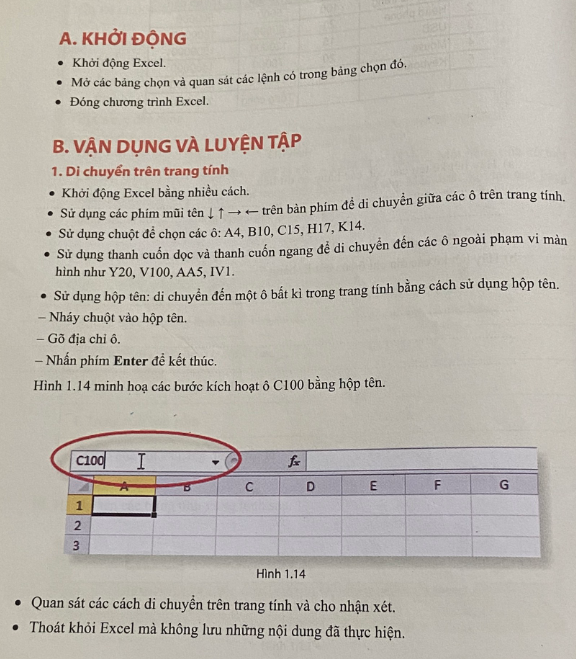 A. KHỞI ĐỘNG
• Khởi động Excel.
• Mở các bảng chọn và quan sát các lệnh có trong bảng chọn đó.
• Đóng chương trình Excel.
B. VẬN DỤNG VÀ LUYỆN TẬP
1. Di chuyển trên trang tính
• Khởi động Excel bằng nhiều cách.
• Sử dụng các phím mũi tên ↓ ↑ → ← trên bàn phím để di chuyển giữa các ô trên trang tính.
• Sử dụng chuột để chọn các ô: A4, B10, C15, H17, K14.
• Sử dụng thanh cuốn dọc và thanh cuốn ngang để di chuyển đến các ô ngoài phạm vi màn
hình như Y20, V100, AA5, IV1.
• Sử dụng hộp tên: di chuyển đến một ô bất kì trong trang tính bằng cách sử dụng hộp tên.
– Nháy chuột vào hộp tên.
– Gõ địa chỉ ô.
– Nhấn phím Enter để kết thúc.
Hình 1.14 minh hoạ các bước kích hoạt ô C100 bằng hộp tên.
C100 fx
A B C D E F G
1
2
3
Hình 1.14
• Quan sát các cách di chuyển trên trang tính và cho nhận xét.
• Thoát khỏi Excel mà không lưu những nội dung đã thực hiện.